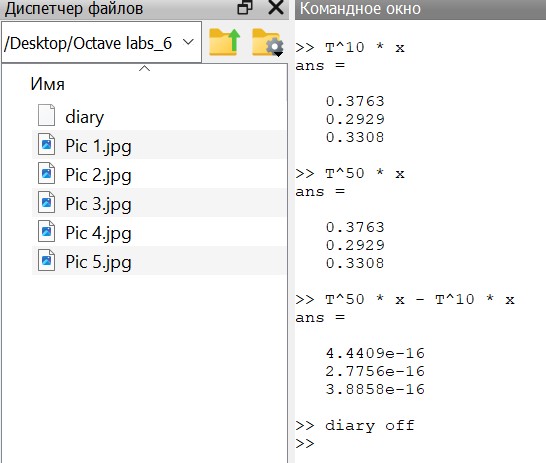 Диспетчер файлов
/Desktop/Octave labs_6
Имя
diary
Pic 1.jpg
Pic 2.jpg
Pic 3.jpg
Pic 4.jpg
Pic 5.jpg
Командное окно
>> T^10 * x
ans =
0.3763
0.2929
0.3308
>> T^50 * x
ans =
0.3763
0.2929
0.3308
>> T^50 * x - T^10 * x
ans =
4.4409e-16
2.7756e-16
3.8858e-16
>> diary off
>>